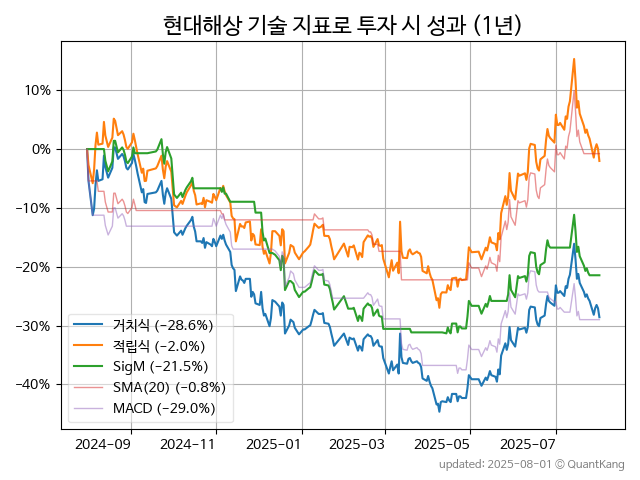 현대해상 기술 지표로 투자 시 성과 (1년)
10%
0%
−10%
−20%
−30%
−40%
거치식 (−28.6%)
적립식 (−2.0%)
SigM (−21.5%)
SMA(20) (−0.8%)
MACD (−29.0%)
2024-09 2024-11 2025-01 2025-03 2025-05 2025-07
updated: 2025-08-01 © QuantKang